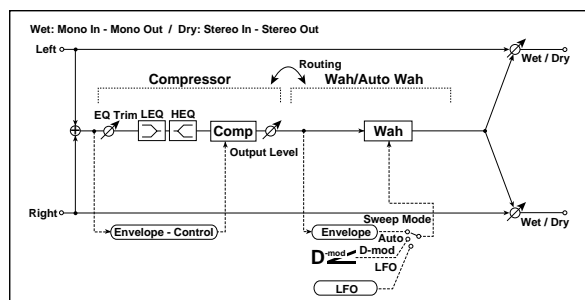 Wet: Mono In - Mono Out / Dry: Stereo In - Stereo Out
Left
Wet / Dry
Routing
Compressor
Wah/Auto Wah
EQ Trim
LEQ
HEQ
Comp
Output Level
Wah
Right
Wet / Dry
Envelope - Control
Envelope
Sweep Mode
Auto
D-mod
D-mod
LFO
LFO